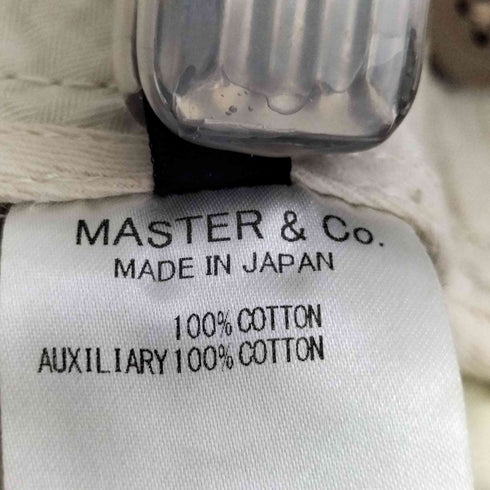 MASTER & Co.
MADE IN JAPAN
100% COTTON
AUXILIARY 100% COTTON